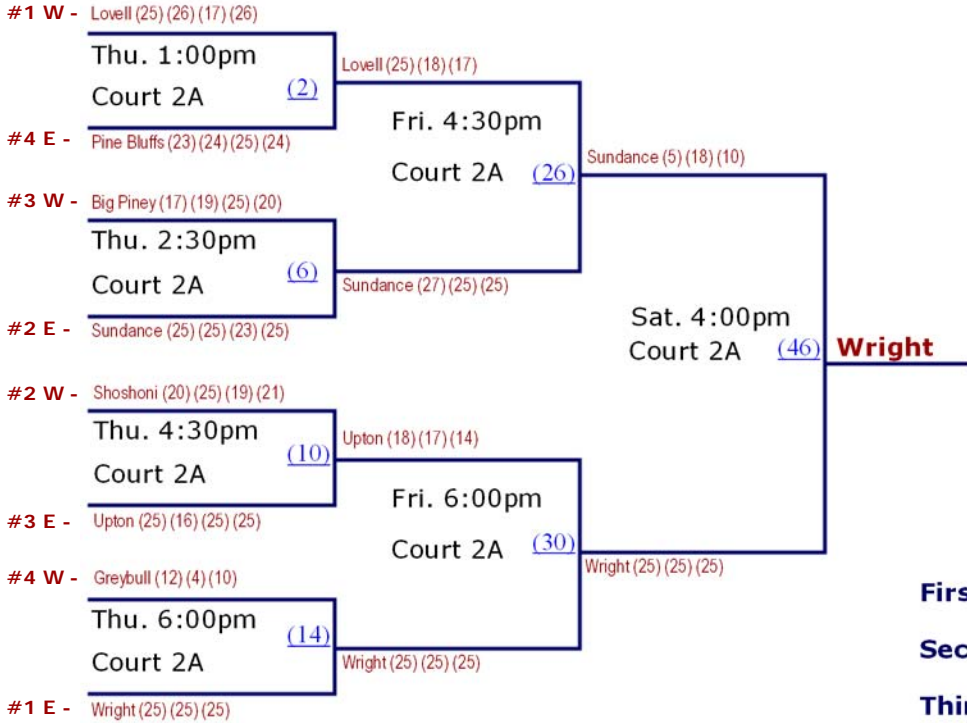 #1 W - Lovell (25) (26) (17) (26)
Thu. 1:00pm
Court 2A (2)
#4 E - Pine Bluffs (23) (24) (25) (24)
Lovell (25) (18) (17)
Fri. 4:30pm
Court 2A (26)
#3 W - Big Piney (17) (19) (25) (20)
Thu. 2:30pm
Court 2A (6)
#2 E - Sundance (25) (25) (23) (25)
Sundance (27) (25) (25)
Sundance (5) (18) (10)
Sat. 4:00pm
Court 2A (46)
Wright
#2 W - Shoshoni (20) (25) (19) (21)
Thu. 4:30pm
Court 2A (10)
#3 E - Upton (25) (16) (25) (25)
Upton (18) (17) (14)
Fri. 6:00pm
Court 2A (30)
Wright (25) (25) (25)
#4 W - Greybull (12) (4) (10)
Thu. 6:00pm
Court 2A (14)
#1 E - Wright (25) (25) (25)
Wright (25) (25) (25)
Firs
Sec
Thi